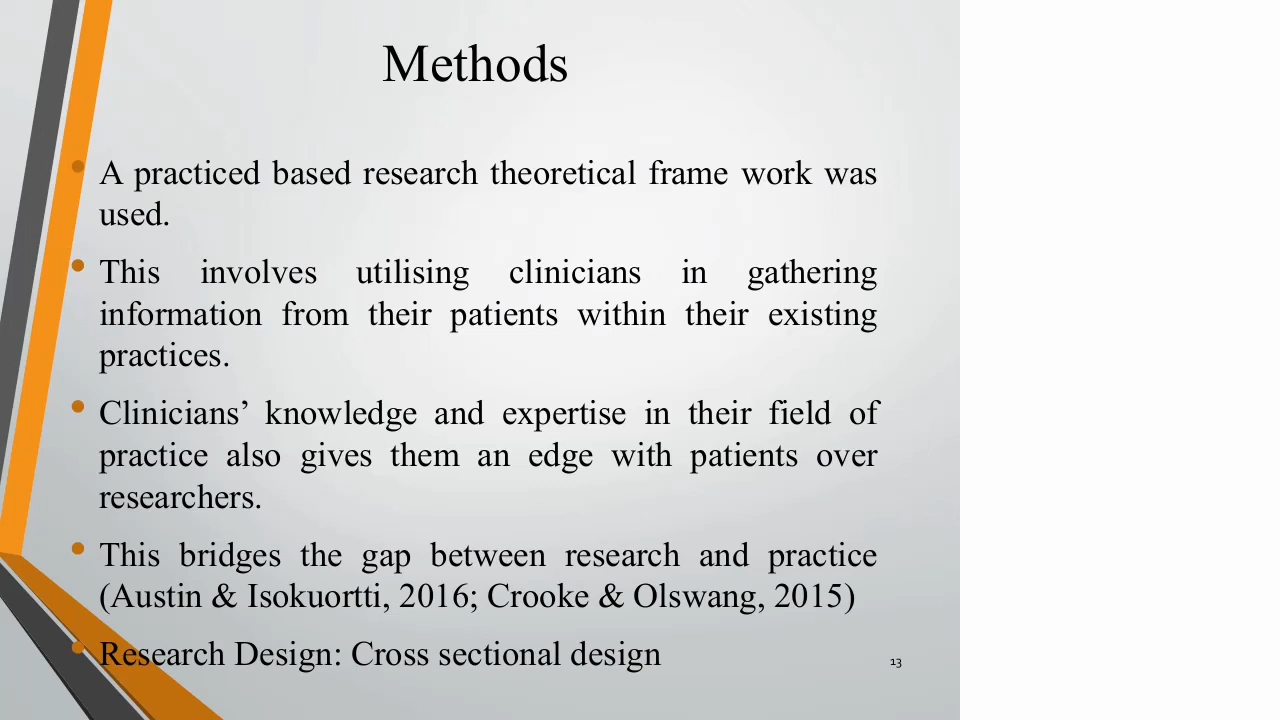 Methods
• A practiced based research theoretical frame work was
used.
• This involves utilising clinicians in gathering
information from their patients within their existing
practices.
• Clinicians’ knowledge and expertise in their field of
practice also gives them an edge with patients over
researchers.
• This bridges the gap between research and practice
(Austin & Isokuortti, 2016; Crooke & Olswang, 2015)
• Research Design: Cross sectional design
13